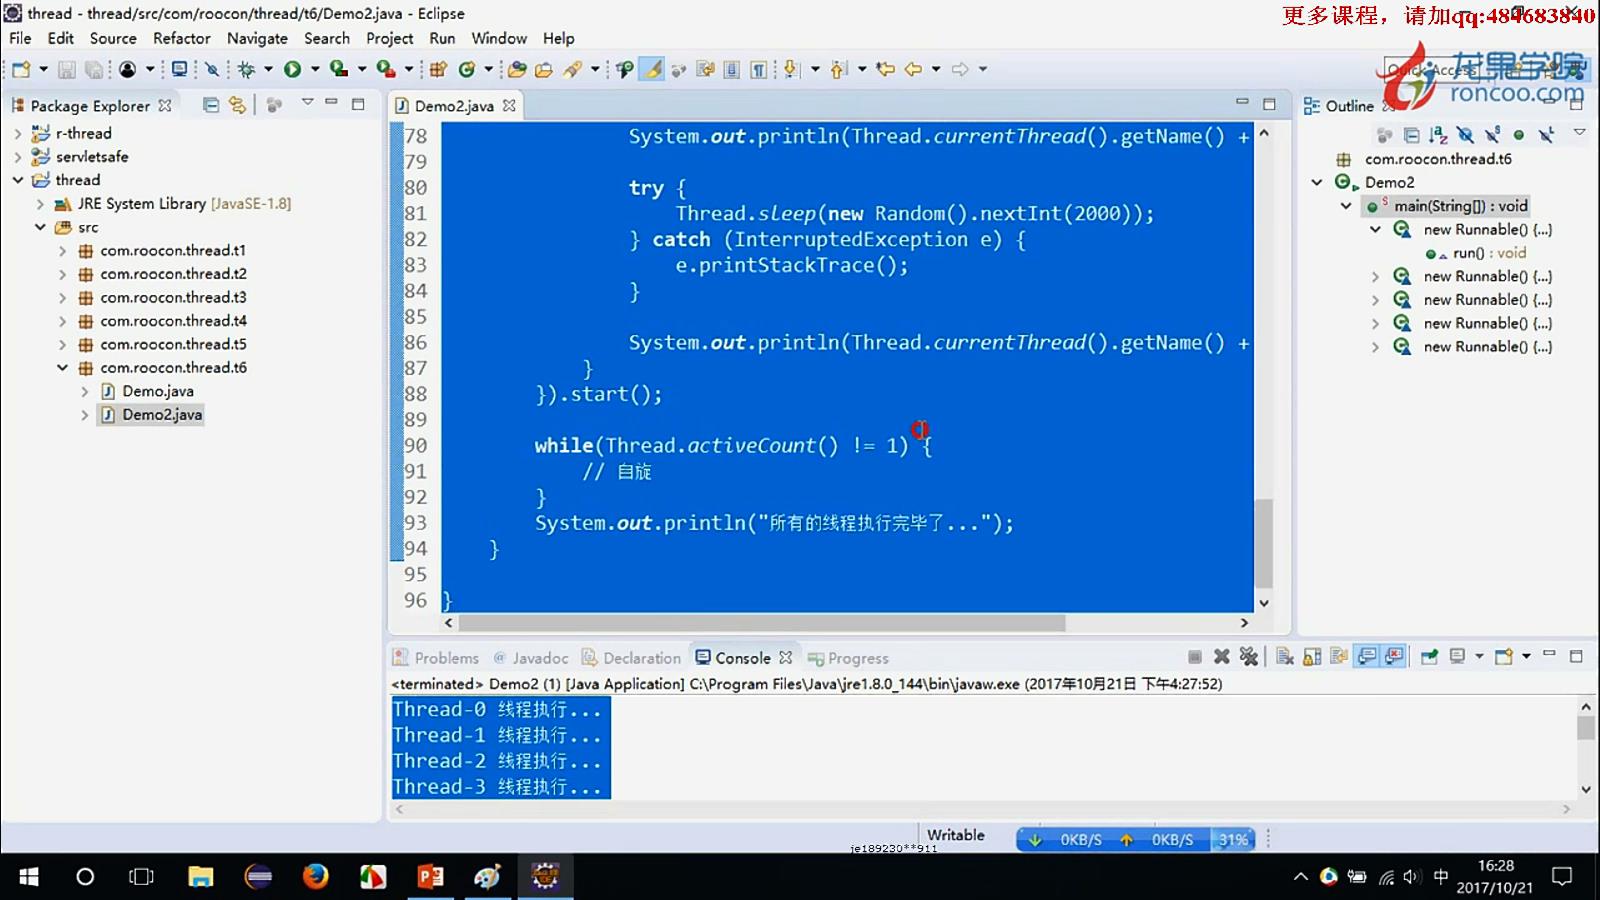 thread - thread/src/com/roocon/thread/t6/Demo2.java - Eclipse
更多课程，请加qq:484683840
File Edit Source Refactor Navigate Search Project Run Window Help
Quick Access
龙果学院
roncoo.com
Package Explorer
Demo2.java
Outline
r-thread
servletsafe
thread
JRE System Library [JavaSE-1.8]
src
com.roocon.thread.t1
com.roocon.thread.t2
com.roocon.thread.t3
com.roocon.thread.t4
com.roocon.thread.t5
com.roocon.thread.t6
Demo.java
Demo2.java
78 System.out.println(Thread.currentThread().getName() +
79
80 try {
81 Thread.sleep(new Random().nextInt(2000));
82 } catch (InterruptedException e) {
83 e.printStackTrace();
84 }
85
86 System.out.println(Thread.currentThread().getName() +
87 }
88 }).start();
89
90 while(Thread.activeCount() != 1) {
91 // 自旋
92 }
93 System.out.println("所有的线程执行完毕了...");
94 }
95
96 }
com.roocon.thread.t6
Demo2
main(String[]) : void
new Runnable() {...}
run() : void
new Runnable() {...}
new Runnable() {...}
new Runnable() {...}
new Runnable() {...}
Problems @ Javadoc Declaration Console Progress
<terminated> Demo2 (1) [Java Application] C:\Program Files\Java\jre1.8.0_144\bin\javaw.exe (2017年10月21日 下午4:27:52)
Thread-0 线程执行...
Thread-1 线程执行...
Thread-2 线程执行...
Thread-3 线程执行...
Writable
0KB/S 0KB/S 31%
je189230**911
中
16:28
2017/10/21